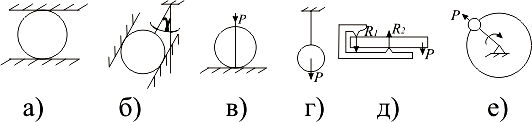 P R₁ R₂ P
P P
а) б) в) г) д) е)